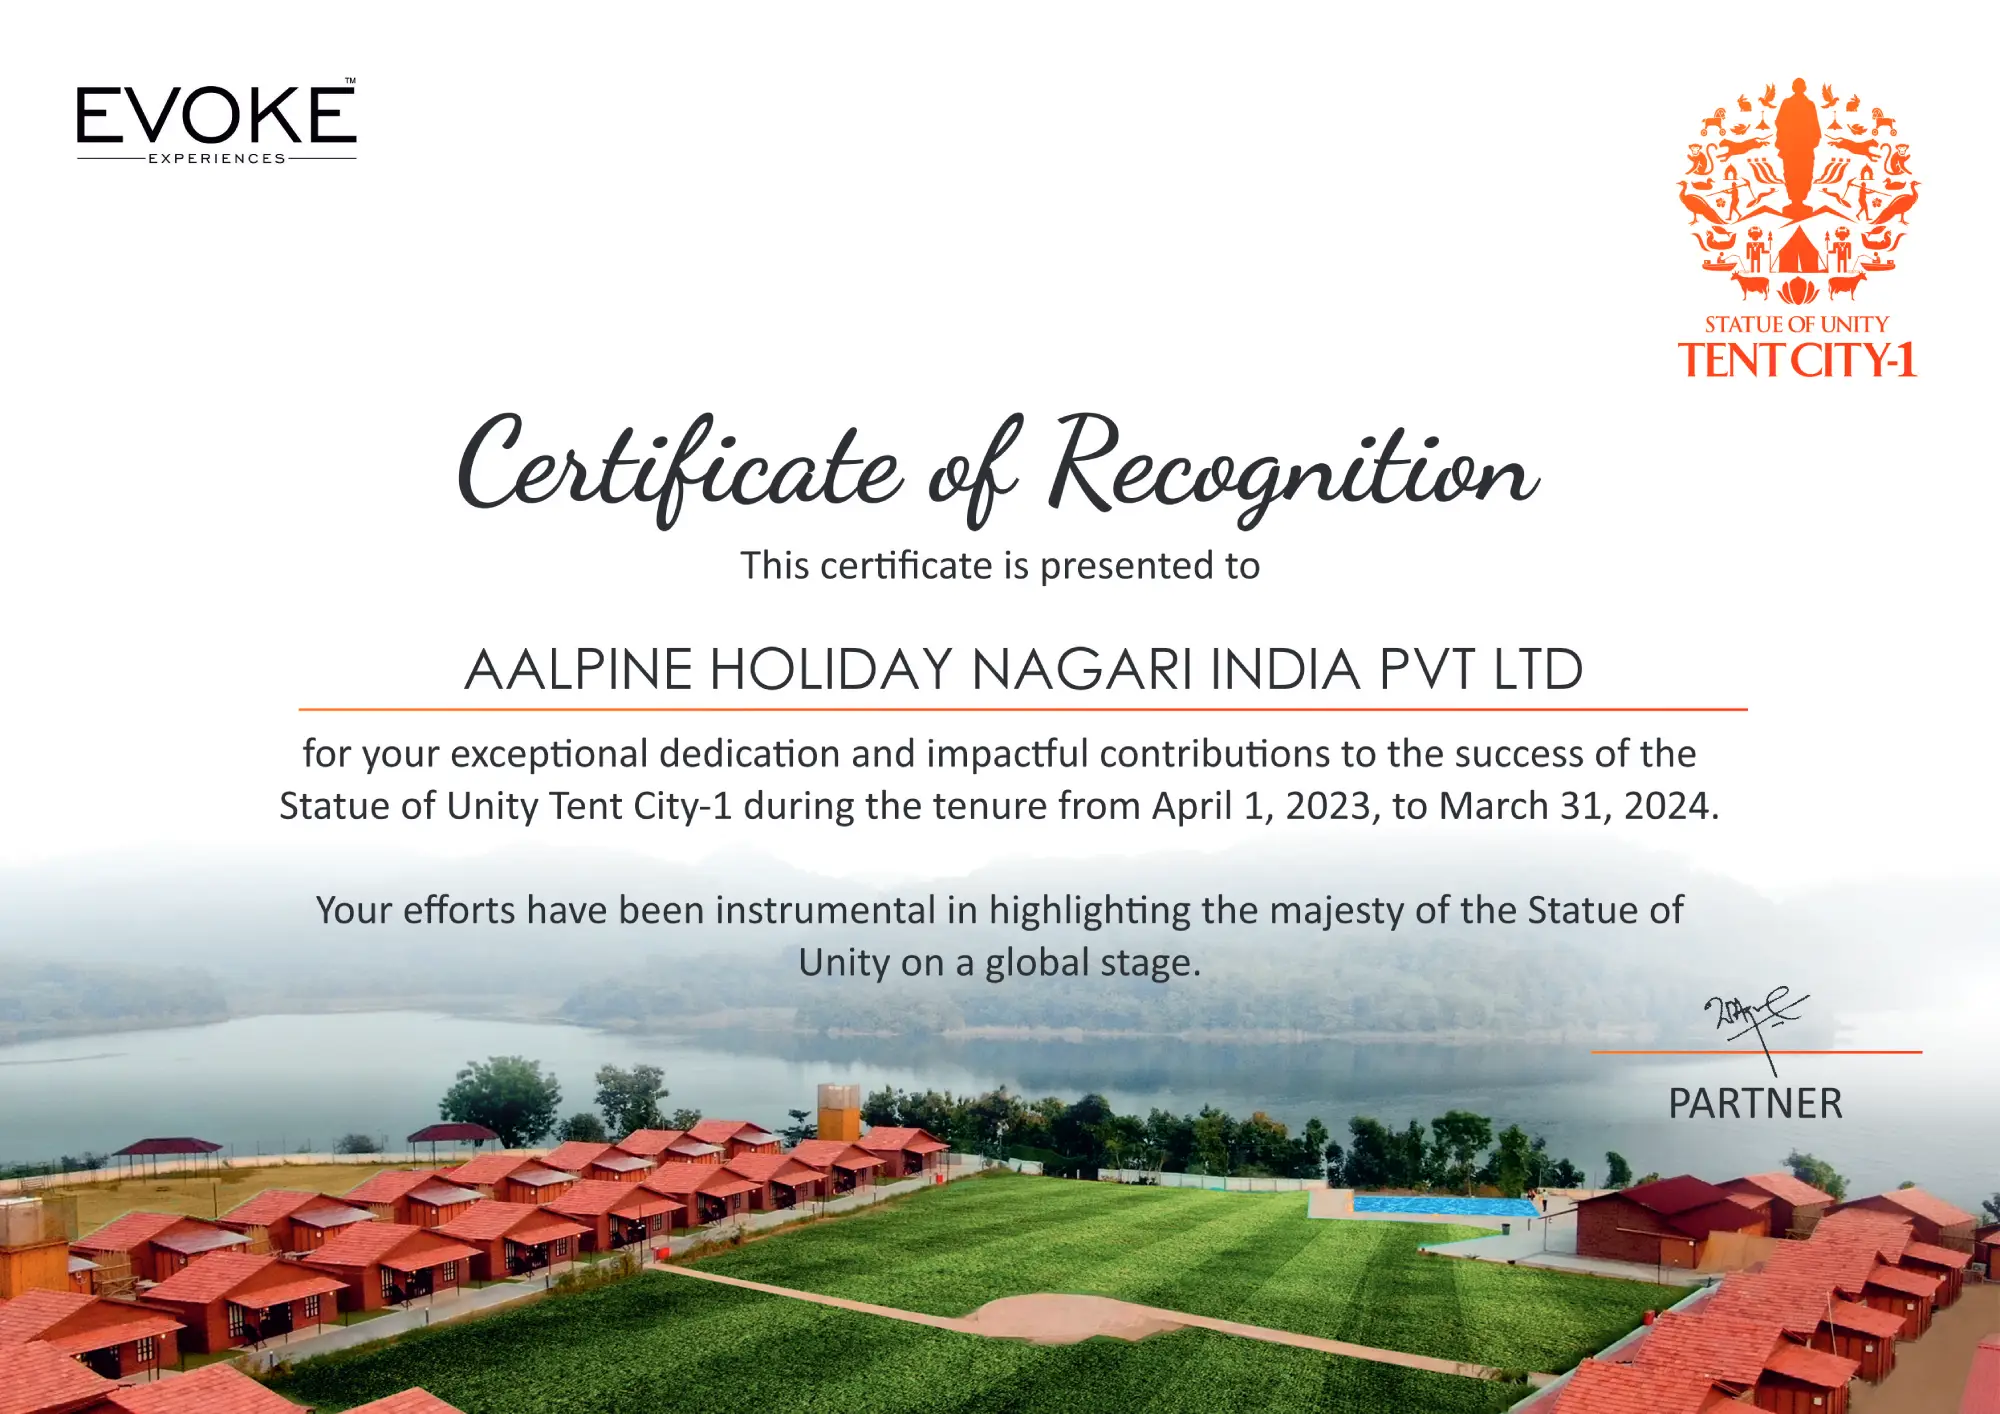 EVOKE™
EXPERIENCES
STATUE OF UNITY
TENT CITY-1
Certificate of Recognition
This certificate is presented to
AALPINE HOLIDAY NAGARI INDIA PVT LTD
for your exceptional dedication and impactful contributions to the success of the
Statue of Unity Tent City-1 during the tenure from April 1, 2023, to March 31, 2024.
Your efforts have been instrumental in highlighting the majesty of the Statue of
Unity on a global stage.
PARTNER